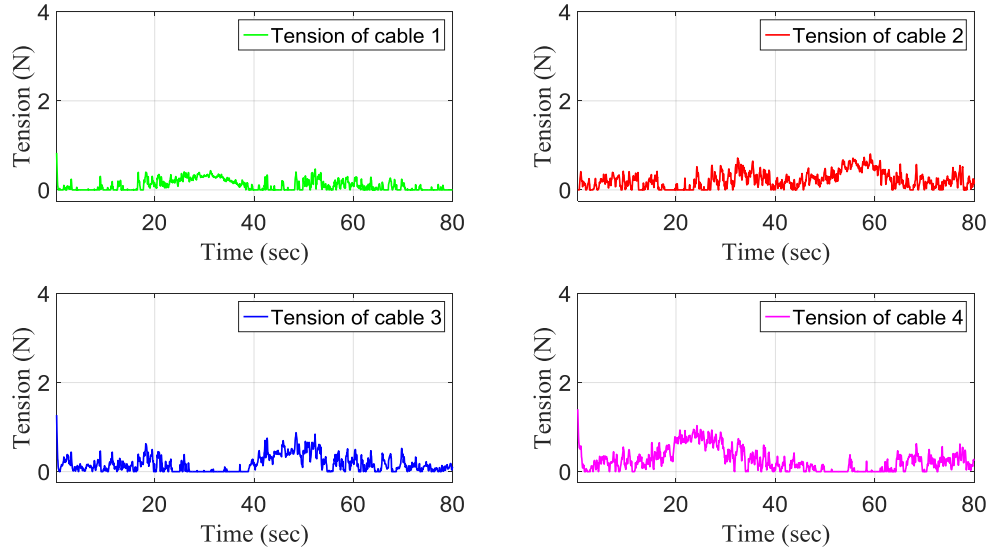 Tension of cable 1
Tension (N)
4
2
0
20 40 60 80
Time (sec)
Tension of cable 2
Tension (N)
4
2
0
20 40 60 80
Time (sec)
Tension of cable 3
Tension (N)
4
2
0
20 40 60 80
Time (sec)
Tension of cable 4
Tension (N)
4
2
0
20 40 60 80
Time (sec)